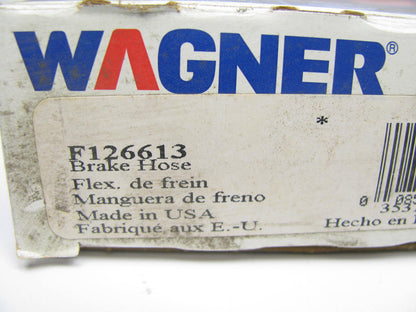 WAGNER®
*
F126613
Brake Hose
Flex. de frein
Manguera de freno
Made in USA
Fabriqué aux E.-U.
Hecho en